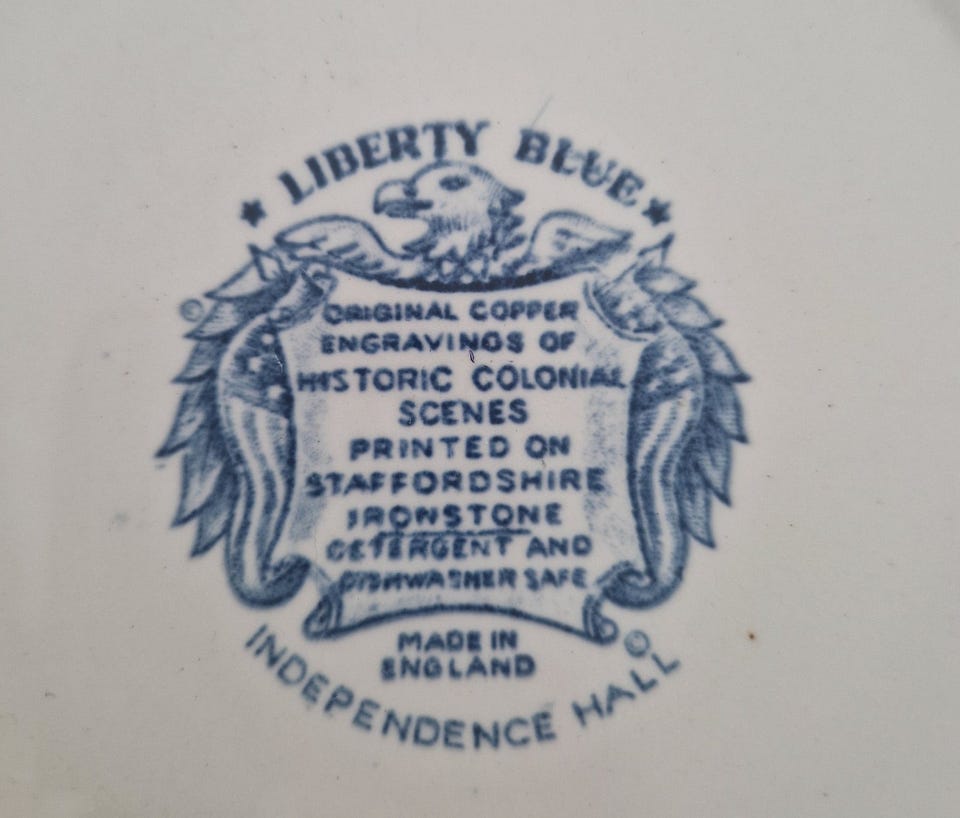 ★ LIBERTY BLUE ★
©
ORIGINAL COPPER
ENGRAVINGS OF
HISTORIC COLONIAL
SCENES
PRINTED ON
STAFFORDSHIRE
IRONSTONE
DETERGENT AND
DISHWASHER SAFE
MADE IN
ENGLAND
©
INDEPENDENCE HALL